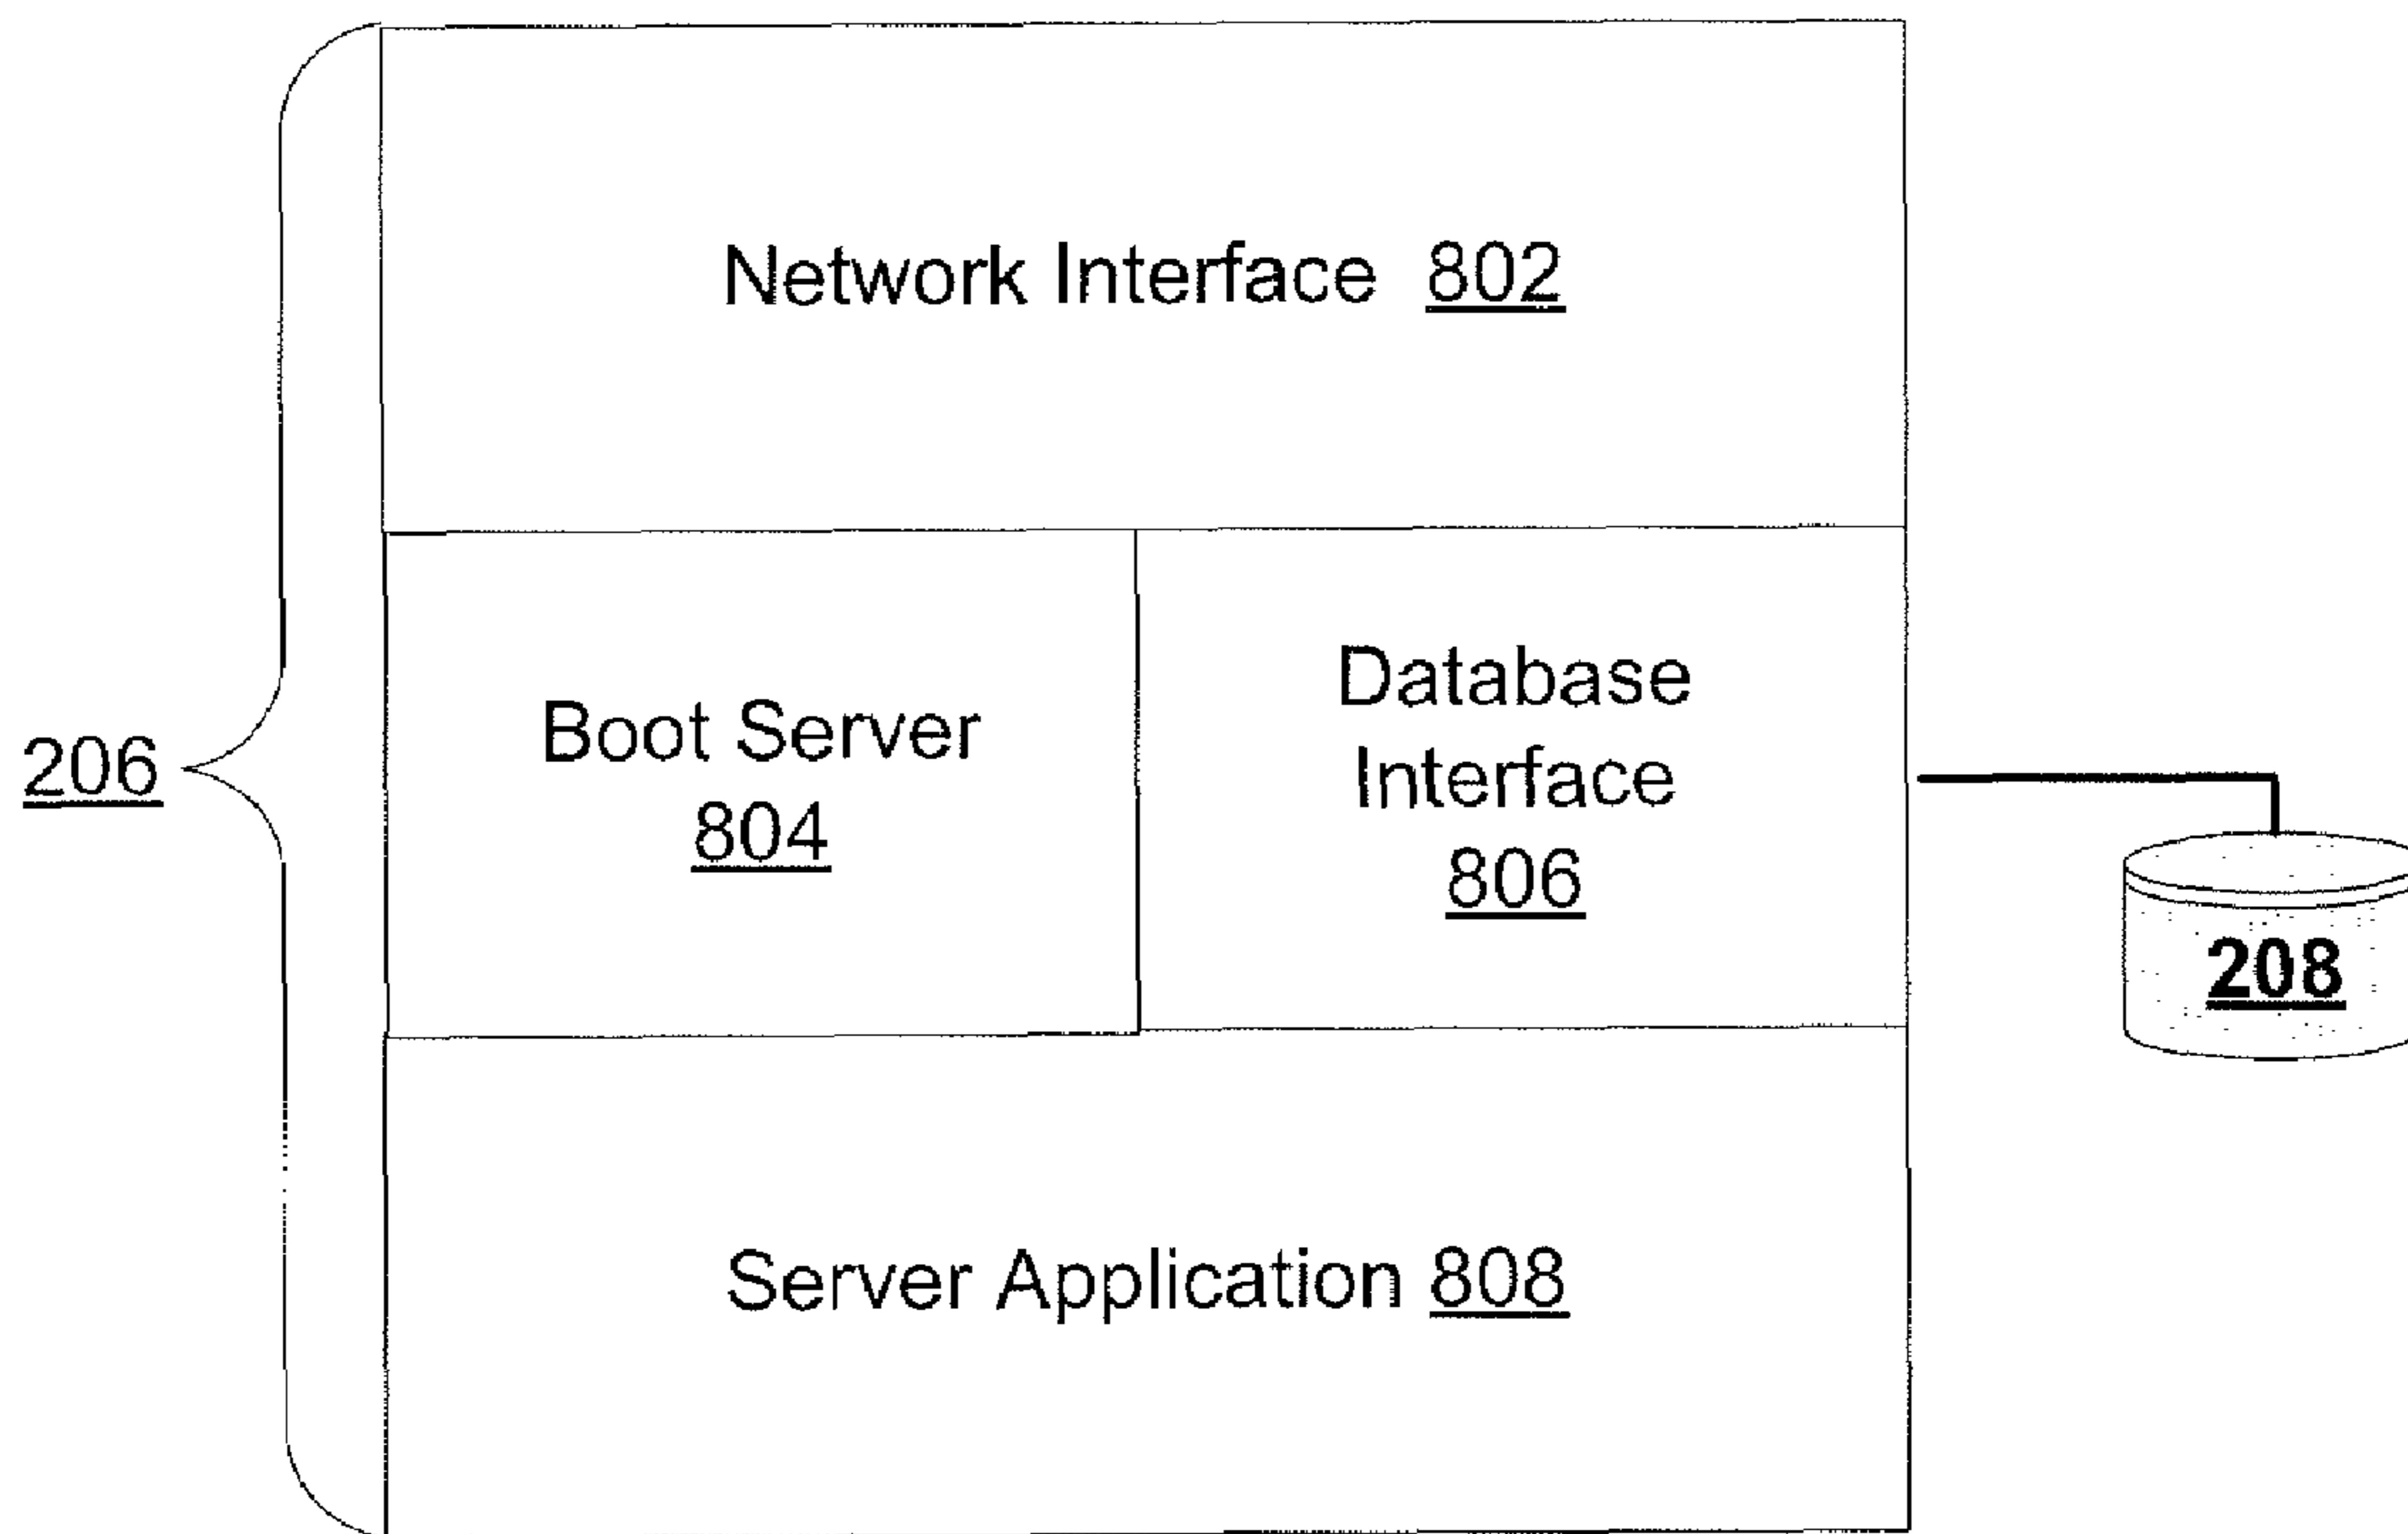 Network Interface 802
Boot Server
804
Database
Interface
806
206
208
Server Application 808